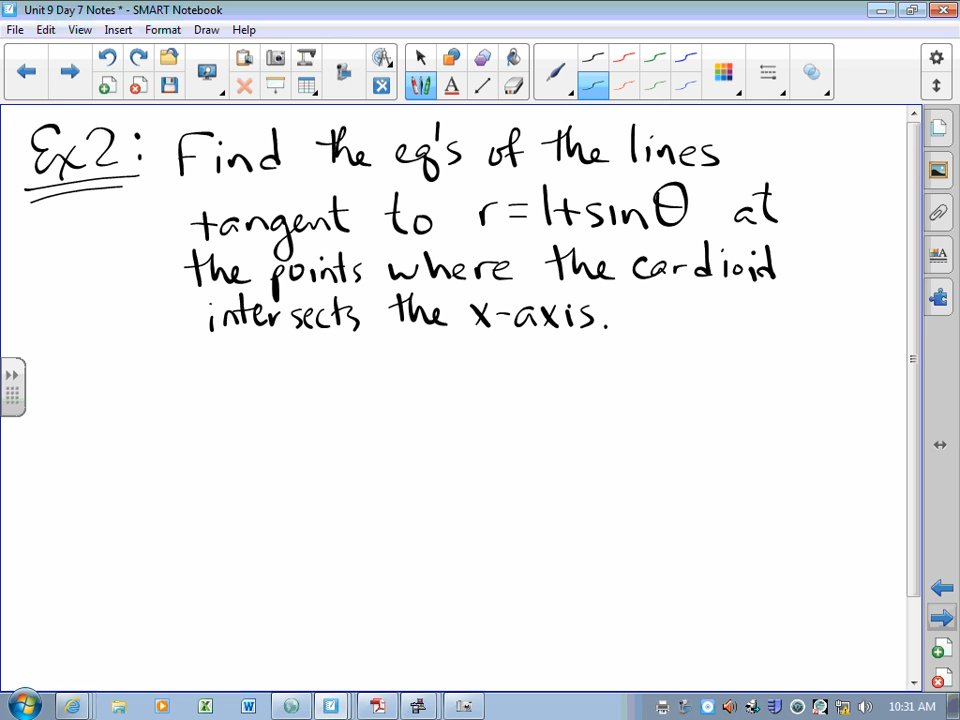 Unit 9 Day 7 Notes * - SMART Notebook
File Edit View Insert Format Draw Help
Ex2: Find the eq's of the lines
tangent to r = 1+sinθ at
the points where the cardioid
intersects the x-axis.
10:31 AM